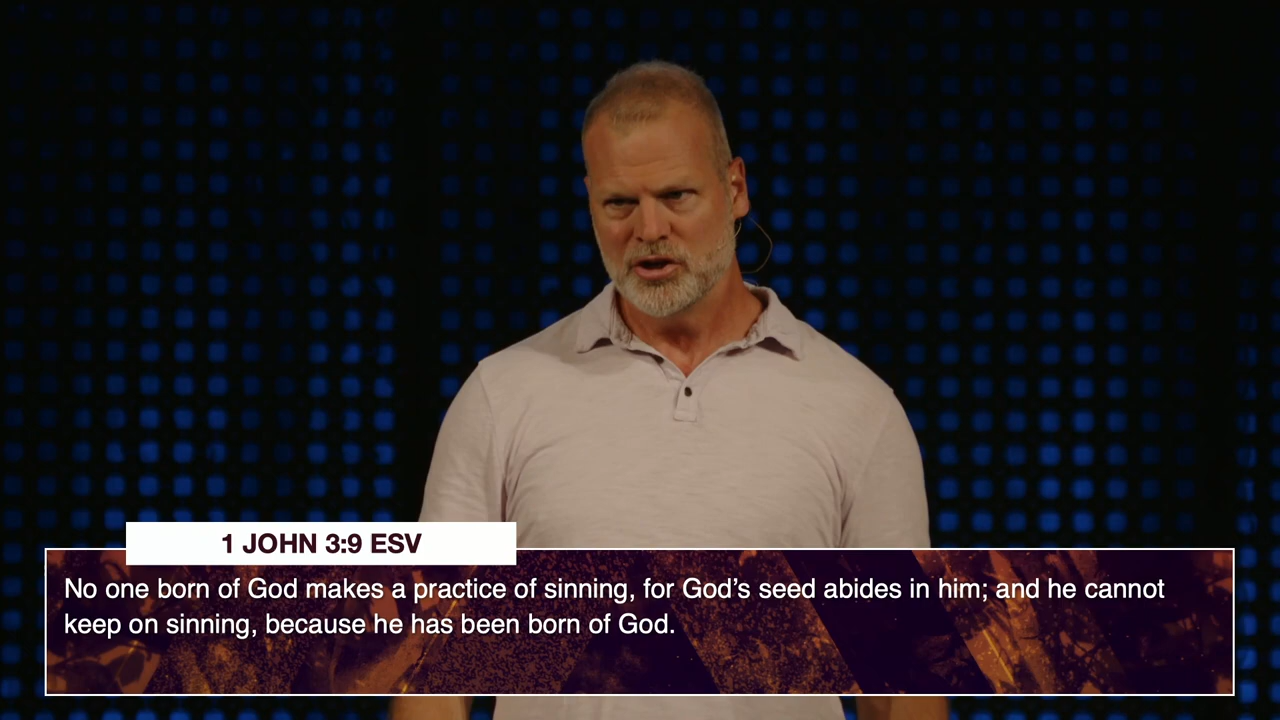 1 JOHN 3:9 ESV
No one born of God makes a practice of sinning, for God’s seed abides in him; and he cannot
keep on sinning, because he has been born of God.